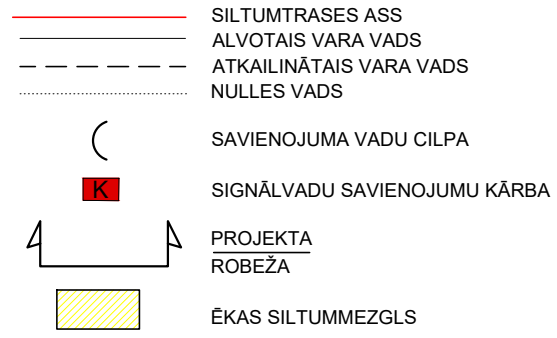 SILTUMTRASES ASS
ALVOTAIS VARA VADS
ATKAILINĀTAIS VARA VADS
NULLES VADS
SAVIENOJUMA VADU CILPA
K SIGNĀLVADU SAVIENOJUMU KĀRBA
PROJEKTA
ROBEŽA
ĒKAS SILTUMMEZGLS